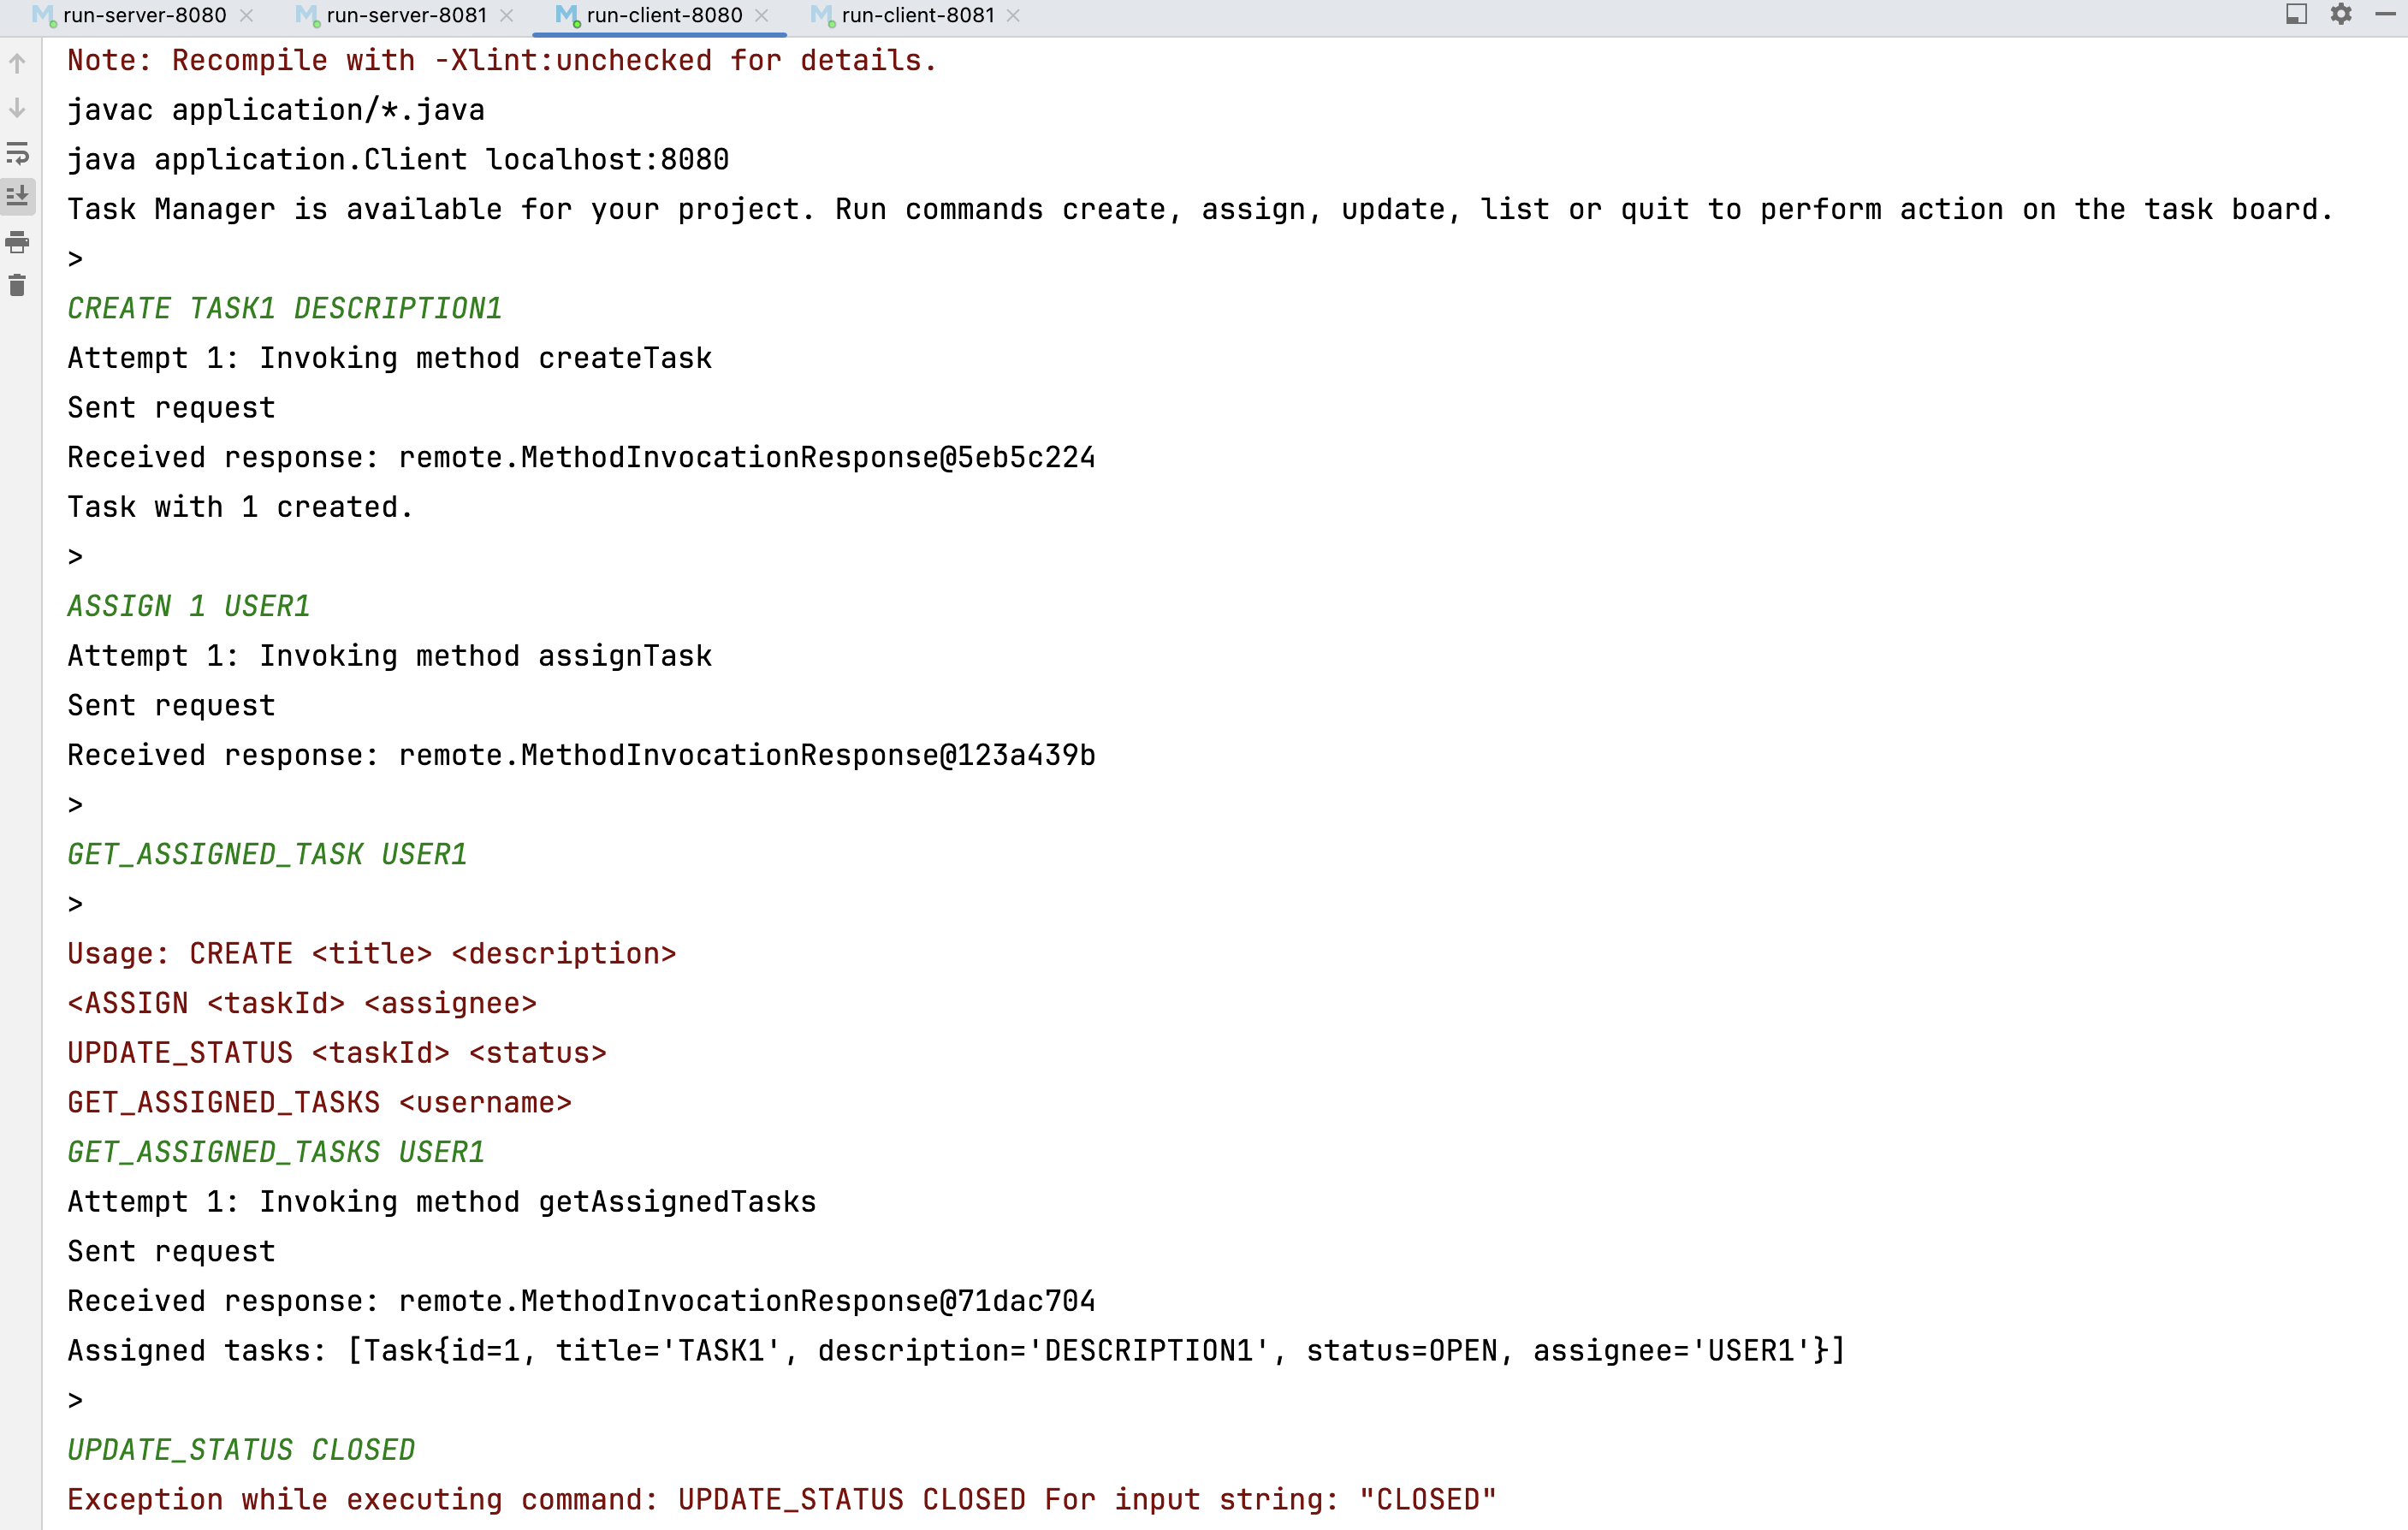 run-server-8080 run-server-8081 run-client-8080 run-client-8081
Note: Recompile with -Xlint:unchecked for details.
javac application/*.java
java application.Client localhost:8080
Task Manager is available for your project. Run commands create, assign, update, list or quit to perform action on the task board.
>
CREATE TASK1 DESCRIPTION1
Attempt 1: Invoking method createTask
Sent request
Received response: remote.MethodInvocationResponse@5eb5c224
Task with 1 created.
>
ASSIGN 1 USER1
Attempt 1: Invoking method assignTask
Sent request
Received response: remote.MethodInvocationResponse@123a439b
>
GET_ASSIGNED_TASK USER1
>
Usage: CREATE <title> <description>
<ASSIGN <taskId> <assignee>
UPDATE_STATUS <taskId> <status>
GET_ASSIGNED_TASKS <username>
GET_ASSIGNED_TASKS USER1
Attempt 1: Invoking method getAssignedTasks
Sent request
Received response: remote.MethodInvocationResponse@71dac704
Assigned tasks: [Task{id=1, title='TASK1', description='DESCRIPTION1', status=OPEN, assignee='USER1'}]
>
UPDATE_STATUS CLOSED
Exception while executing command: UPDATE_STATUS CLOSED For input string: "CLOSED"